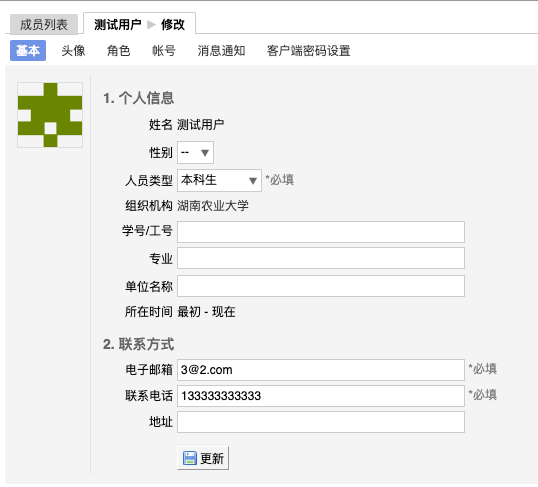 成员列表 测试用户 ▶ 修改
基本 头像 角色 帐号 消息通知 客户端密码设置
1. 个人信息
姓名 测试用户
性别 --
人员类型 本科生 *必填
组织机构 湖南农业大学
学号/工号
专业
单位名称
所在时间 最初 - 现在
2. 联系方式
电子邮箱 3@2.com *必填
联系电话 133333333333 *必填
地址
更新